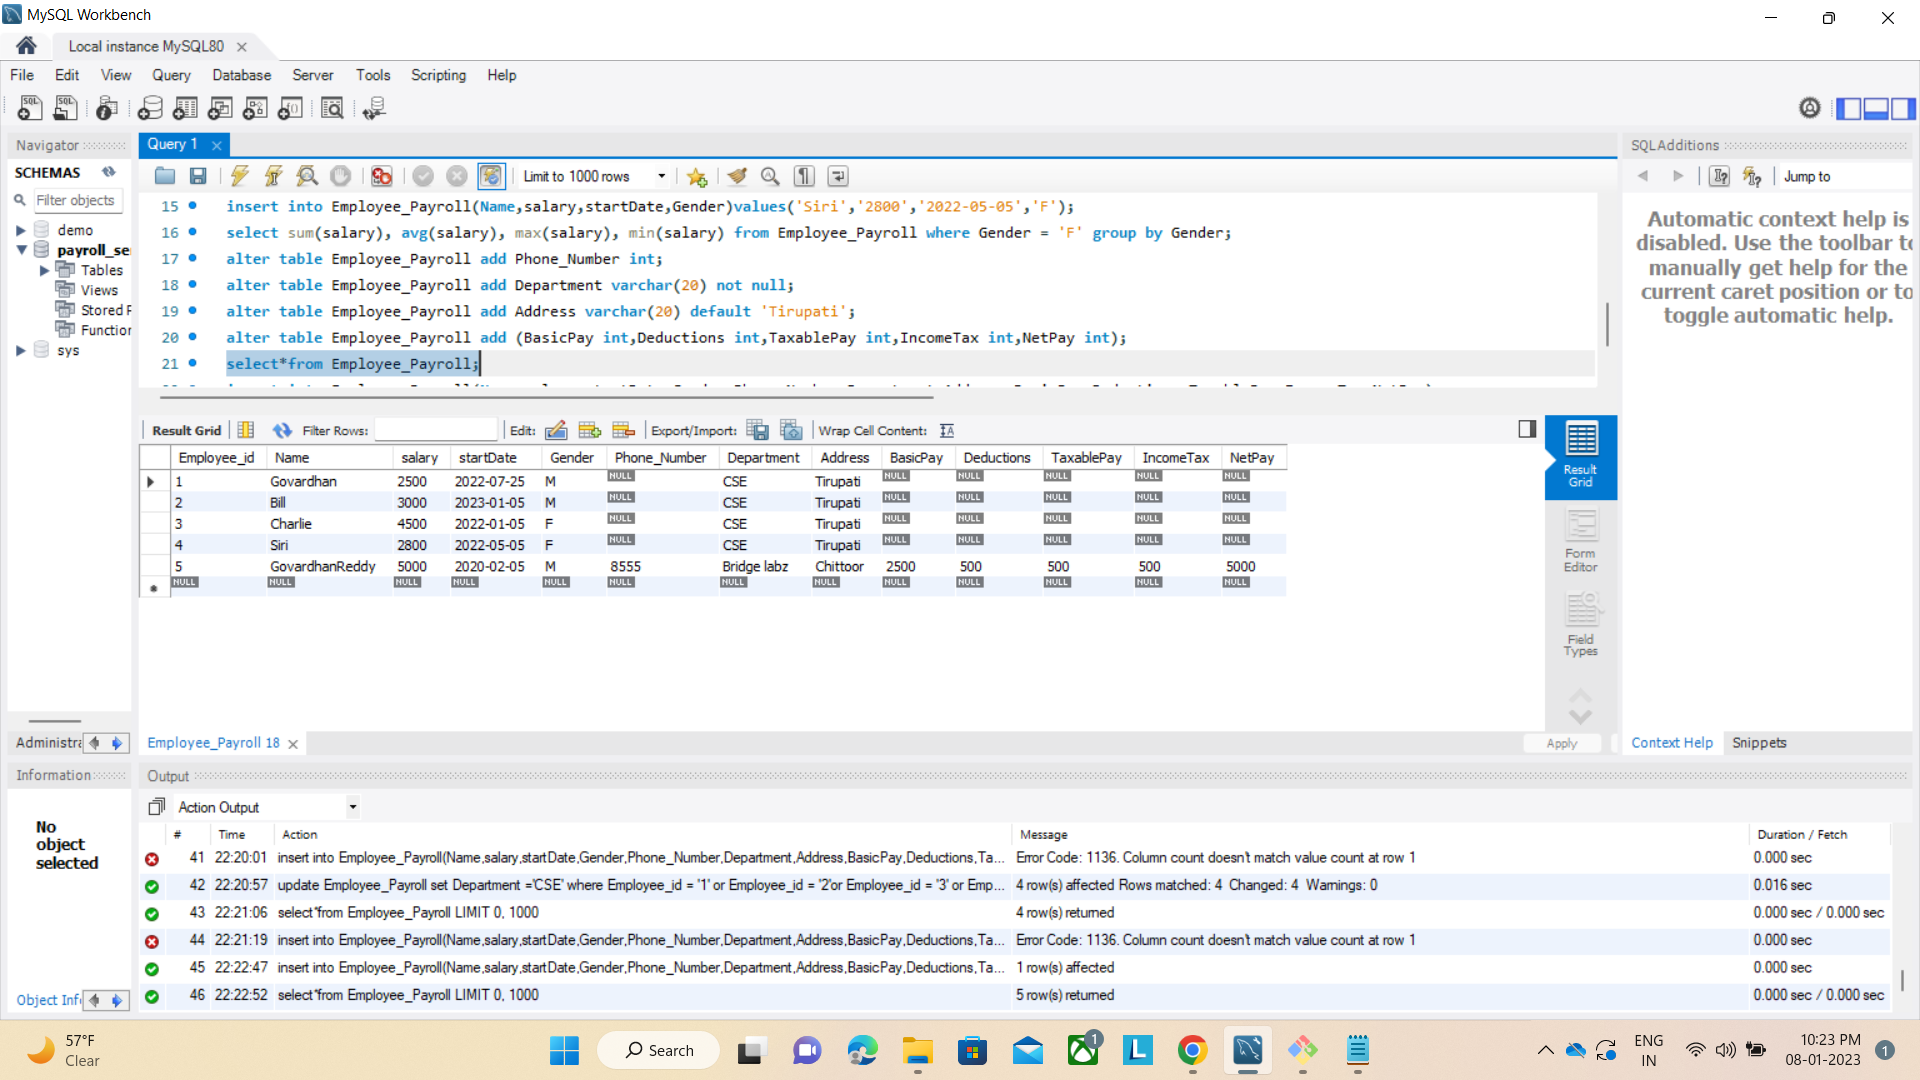 MySQL Workbench
Local instance MySQL80
File Edit View Query Database Server Tools Scripting Help
Navigator
SCHEMAS
Filter objects
demo
payroll_se
Tables
Views
Stored P
Function
sys
Administra
Information
No object selected
Object Info
Query 1
Limit to 1000 rows
15 insert into Employee_Payroll(Name,salary,startDate,Gender)values('Siri','2800','2022-05-05','F');
16 select sum(salary), avg(salary), max(salary), min(salary) from Employee_Payroll where Gender = 'F' group by Gender;
17 alter table Employee_Payroll add Phone_Number int;
18 alter table Employee_Payroll add Department varchar(20) not null;
19 alter table Employee_Payroll add Address varchar(20) default 'Tirupati';
20 alter table Employee_Payroll add (BasicPay int,Deductions int,TaxablePay int,IncomeTax int,NetPay int);
21 select*from Employee_Payroll;
Result Grid Filter Rows: Edit: Export/Import: Wrap Cell Content:
Employee_id Name salary startDate Gender Phone_Number Department Address BasicPay Deductions TaxablePay IncomeTax NetPay
1 Govardhan 2500 2022-07-25 M NULL CSE Tirupati NULL NULL NULL NULL NULL
2 Bill 3000 2023-01-05 M NULL CSE Tirupati NULL NULL NULL NULL NULL
3 Charlie 4500 2022-01-05 F NULL CSE Tirupati NULL NULL NULL NULL NULL
4 Siri 2800 2022-05-05 F NULL CSE Tirupati NULL NULL NULL NULL NULL
5 GovardhanReddy 5000 2020-02-05 M 8555 Bridge labz Chittoor 2500 500 500 500 5000
NULL NULL NULL NULL NULL NULL NULL NULL NULL NULL NULL NULL NULL
Result Grid
Form Editor
Field Types
Employee_Payroll 18
Apply
SQLAdditions
Jump to
Automatic context help is
disabled. Use the toolbar to
manually get help for the
current caret position or to
toggle automatic help.
Context Help Snippets
Output
Action Output
# Time Action Message Duration / Fetch
41 22:20:01 insert into Employee_Payroll(Name,salary,startDate,Gender,Phone_Number,Department,Address,BasicPay,Deductions,Ta... Error Code: 1136. Column count doesn't match value count at row 1 0.000 sec
42 22:20:57 update Employee_Payroll set Department ='CSE' where Employee_id = '1' or Employee_id = '2'or Employee_id = '3' or Emp... 4 row(s) affected Rows matched: 4 Changed: 4 Warnings: 0 0.016 sec
43 22:21:06 select*from Employee_Payroll LIMIT 0, 1000 4 row(s) returned 0.000 sec / 0.000 sec
44 22:21:19 insert into Employee_Payroll(Name,salary,startDate,Gender,Phone_Number,Department,Address,BasicPay,Deductions,Ta... Error Code: 1136. Column count doesn't match value count at row 1 0.000 sec
45 22:22:47 insert into Employee_Payroll(Name,salary,startDate,Gender,Phone_Number,Department,Address,BasicPay,Deductions,Ta... 1 row(s) affected 0.000 sec
46 22:22:52 select*from Employee_Payroll LIMIT 0, 1000 5 row(s) returned 0.000 sec / 0.000 sec
57°F
Clear
Search
1
ENG
IN
10:23 PM
08-01-2023
1